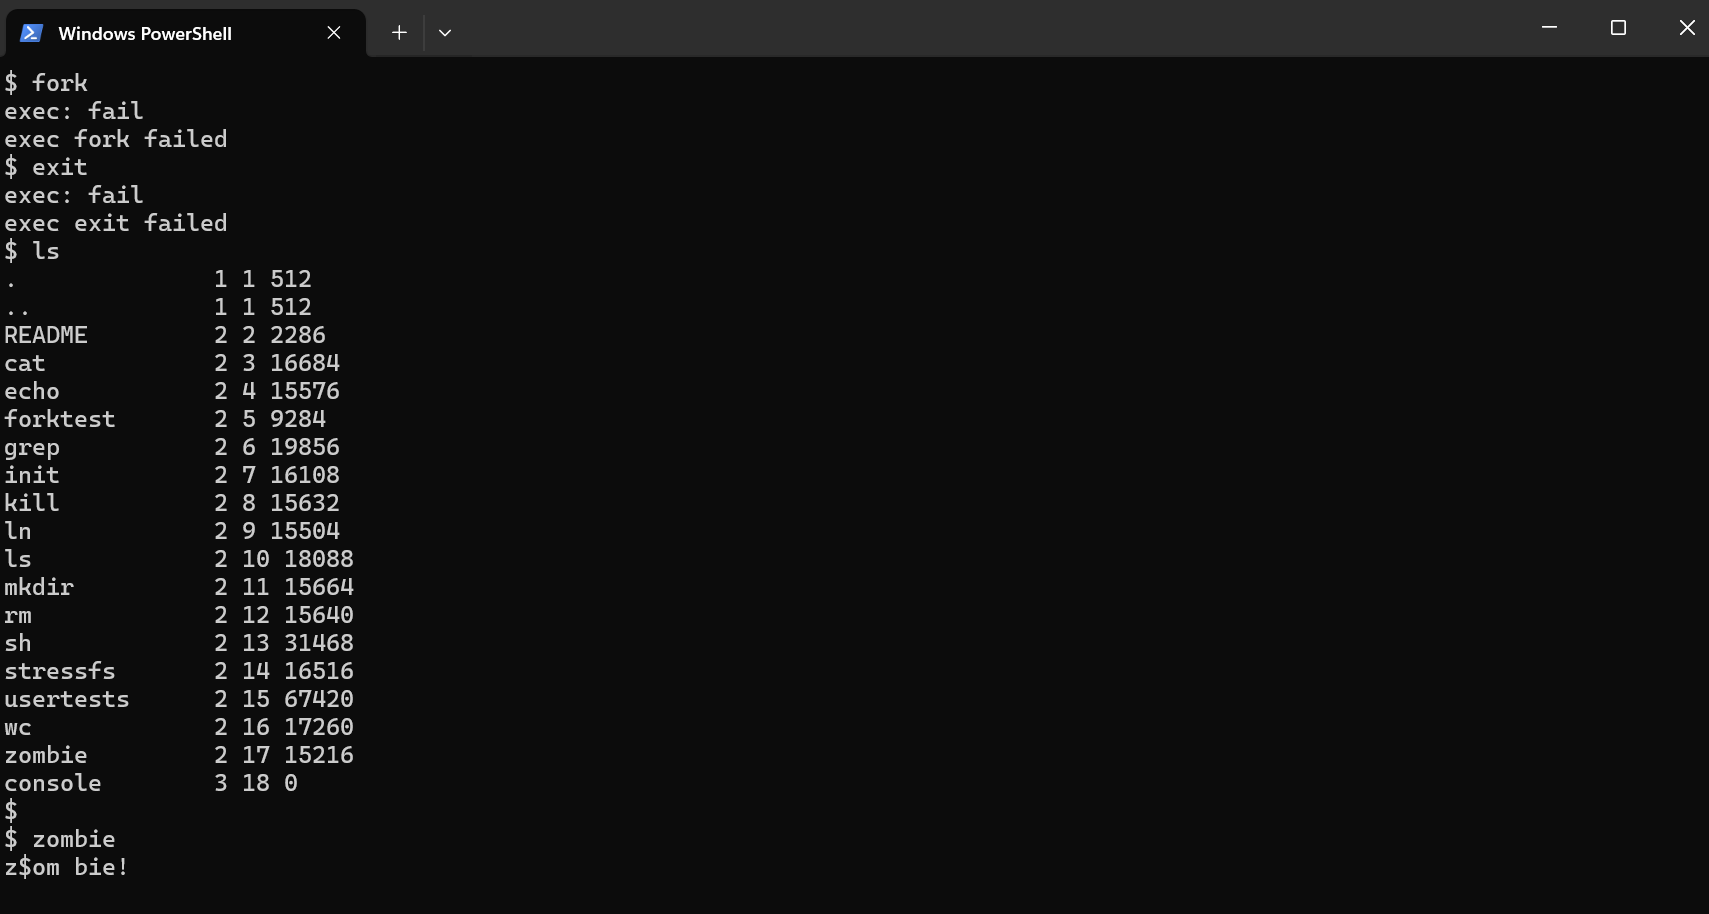 Windows PowerShell
$ fork
exec: fail
exec fork failed
$ exit
exec: fail
exec exit failed
$ ls
.              1 1 512
..             1 1 512
README         2 2 2286
cat            2 3 16684
echo           2 4 15576
forktest       2 5 9284
grep           2 6 19856
init           2 7 16108
kill           2 8 15632
ln             2 9 15504
ls             2 10 18088
mkdir          2 11 15664
rm             2 12 15640
sh             2 13 31468
stressfs       2 14 16516
usertests      2 15 67420
wc             2 16 17260
zombie         2 17 15216
console        3 18 0
$
$ zombie
z$om bie!